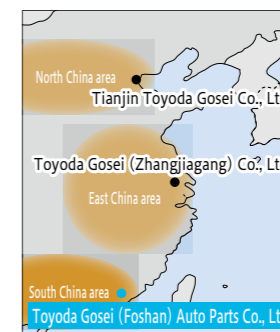 North China area
Tianjin Toyoda Gosei Co., Lt
Toyoda Gosei (Zhangjiagang) Co., Lt
East China area
South China area
Toyoda Gosei (Foshan) Auto Parts Co., Lt